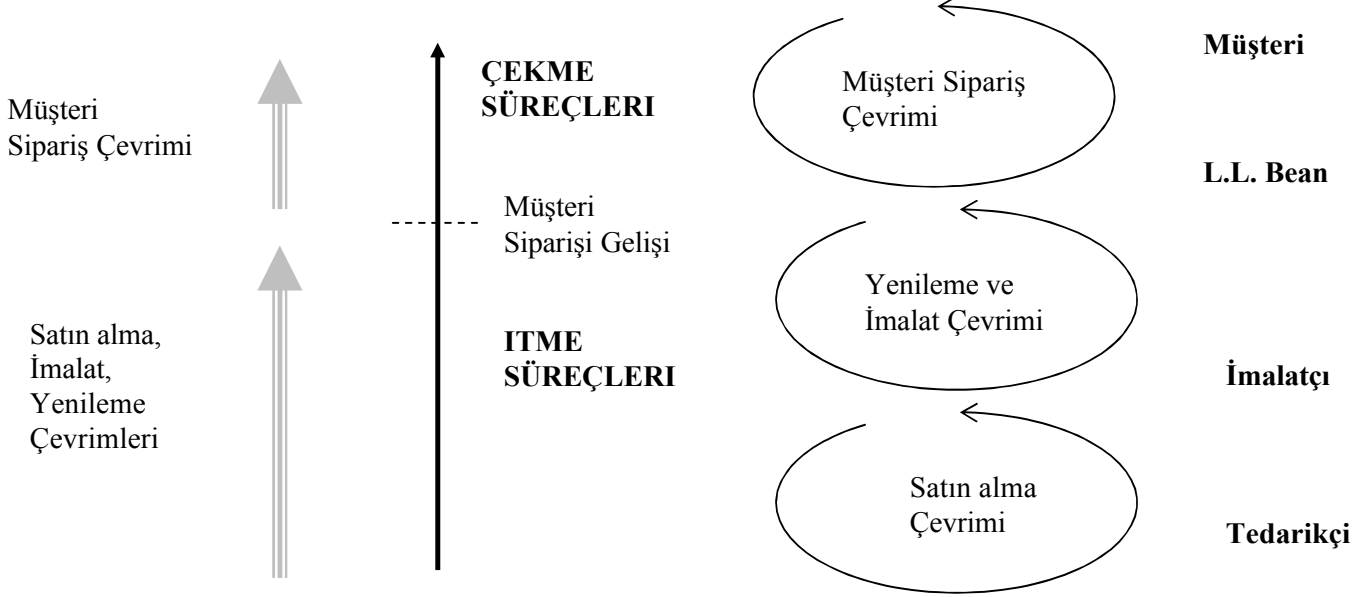 Müşteri
Sipariş Çevrimi
Satın alma,
İmalat,
Yenileme
Çevrimleri
ÇEKME
SÜREÇLERI
Müşteri
Siparişi Gelişi
ITME
SÜREÇLERI
Müşteri Sipariş
Çevrimi
Yenileme ve
İmalat Çevrimi
Satın alma
Çevrimi
Müşteri
L.L. Bean
İmalatçı
Tedarikçi